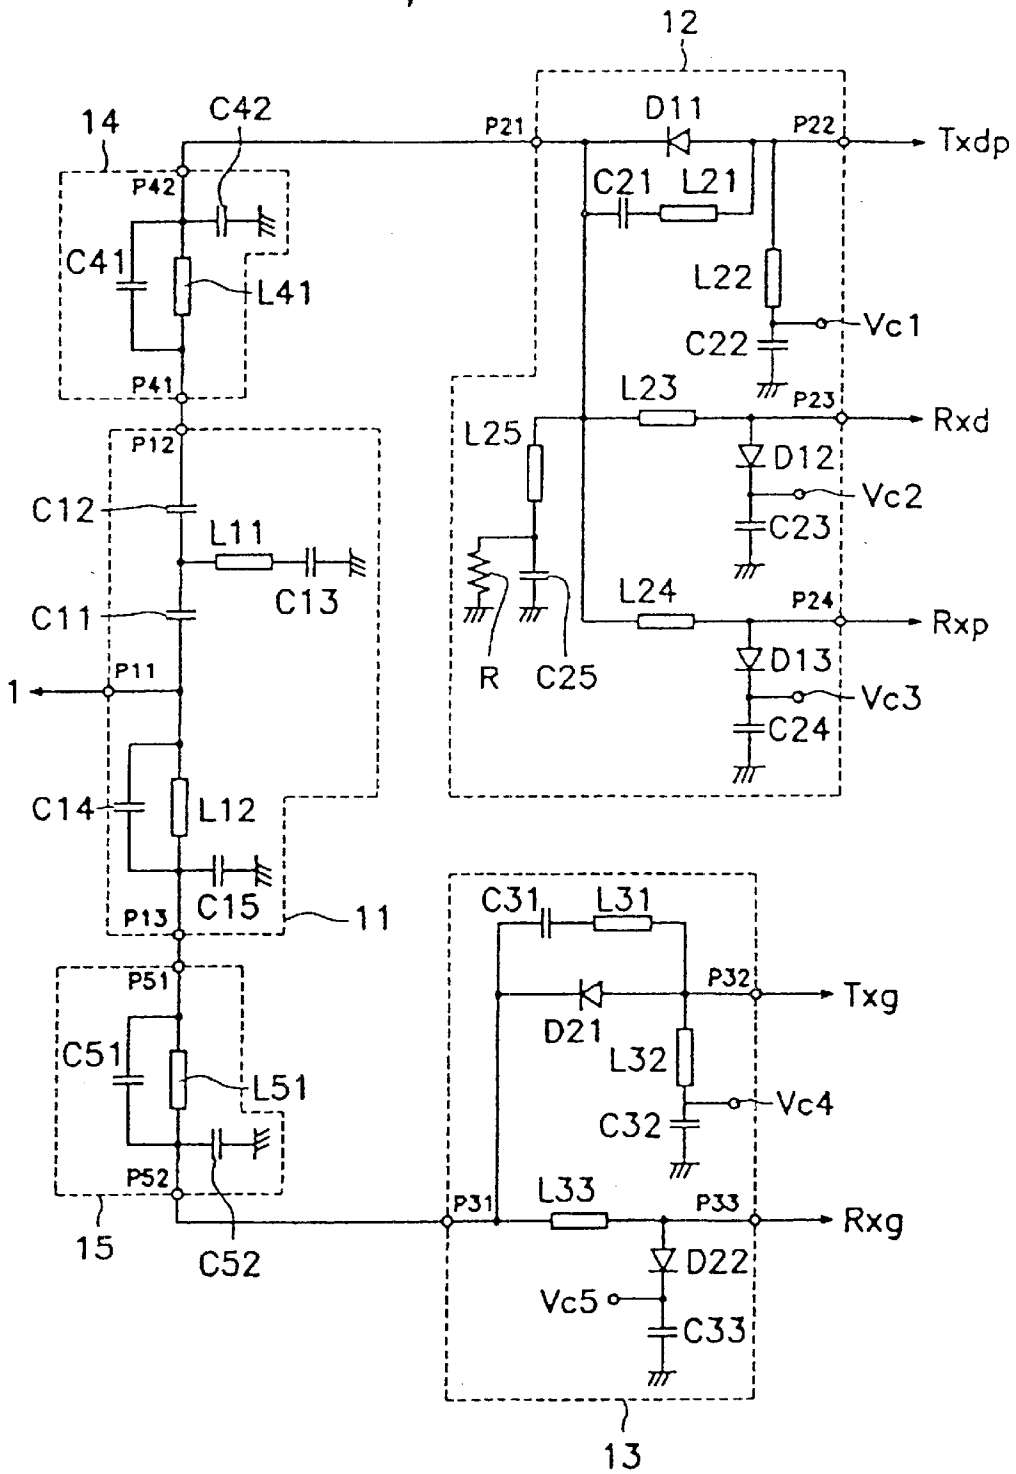 12
C42
D11
14
P21
P22
Txdp
P42
C21
L21
C41
L41
L22
Vc1
C22
P41
L23
P23
Rxd
P12
L25
D12
C12
L11
Vc2
C23
C13
L24
P24
Rxp
C11
P11
R
C25
D13
1
Vc3
C24
C14
L12
C15
P13
11
C31
L31
P51
P32
Txg
D21
C51
L51
L32
Vc4
C32
P52
P31
L33
P33
Rxg
15
C52
D22
Vc5
C33
13